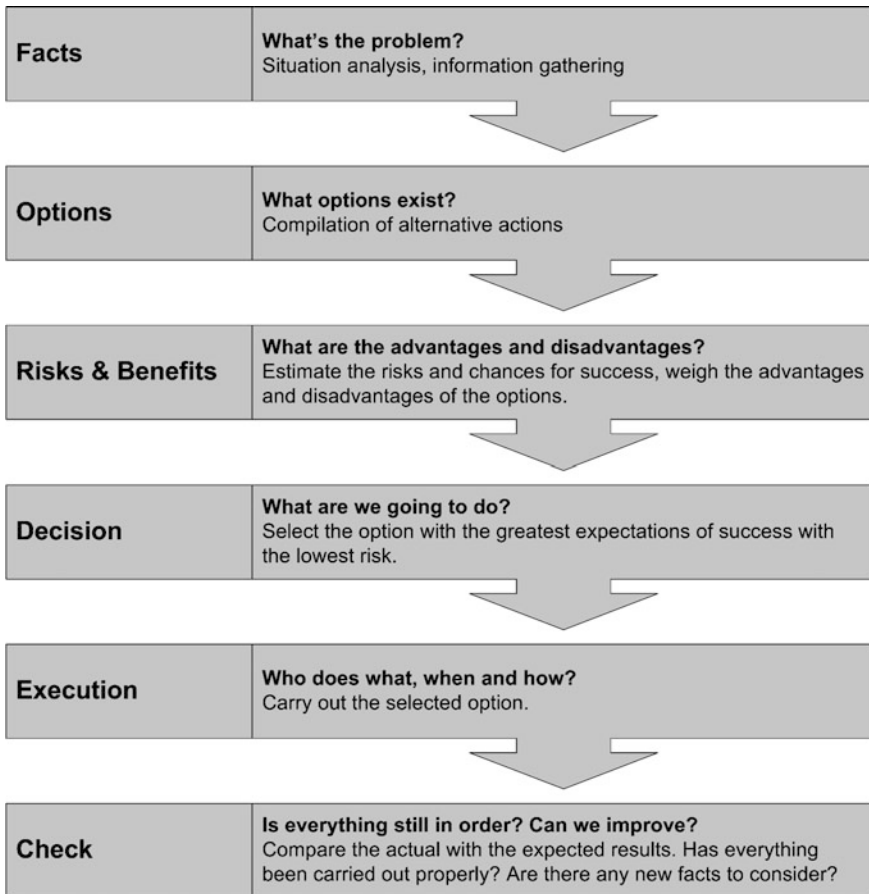 Facts
What's the problem?
Situation analysis, information gathering
Options
What options exist?
Compilation of alternative actions
Risks & Benefits
What are the advantages and disadvantages?
Estimate the risks and chances for success, weigh the advantages
and disadvantages of the options.
Decision
What are we going to do?
Select the option with the greatest expectations of success with
the lowest risk.
Execution
Who does what, when and how?
Carry out the selected option.
Check
Is everything still in order? Can we improve?
Compare the actual with the expected results. Has everything
been carried out properly? Are there any new facts to consider?